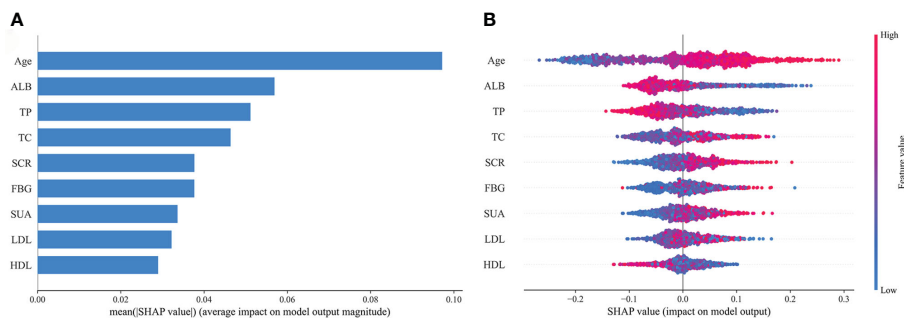 A
Age
ALB
TP
TC
SCR
FBG
SUA
LDL
HDL
0.00 0.02 0.04 0.06 0.08 0.10
mean(|SHAP value|) (average impact on model output magnitude)
B
High
Age
ALB
TP
TC
SCR
FBG
SUA
LDL
HDL
Feature value
Low
−0.2 −0.1 0.0 0.1 0.2 0.3
SHAP value (impact on model output)